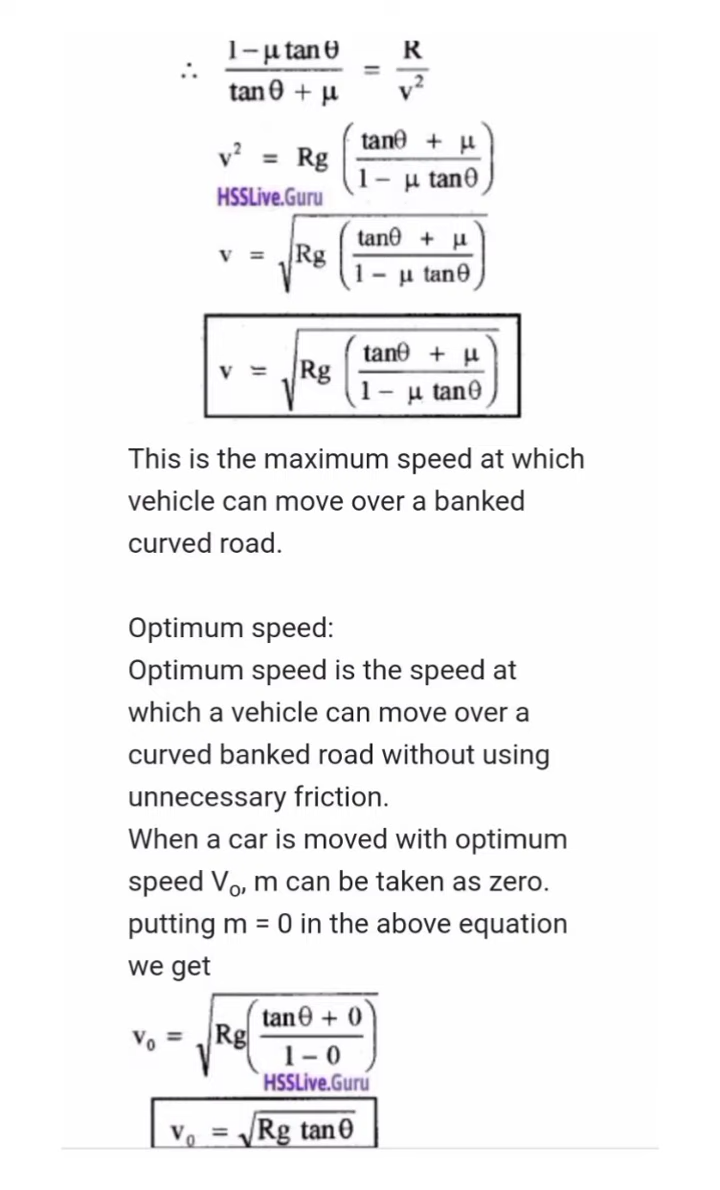 ∴ (1 − μ tanθ)/(tanθ + μ) = R/v²
v² = Rg ((tanθ + μ)/(1 − μ tanθ))
HSSLive.Guru
v = √(Rg ((tanθ + μ)/(1 − μ tanθ)))
v = √(Rg ((tanθ + μ)/(1 − μ tanθ)))
This is the maximum speed at which
vehicle can move over a banked
curved road.
Optimum speed:
Optimum speed is the speed at
which a vehicle can move over a
curved banked road without using
unnecessary friction.
When a car is moved with optimum
speed V₀, m can be taken as zero.
putting m = 0 in the above equation
we get
v₀ = √(Rg((tanθ + 0)/(1 − 0)))
HSSLive.Guru
v₀ = √(Rg tanθ)